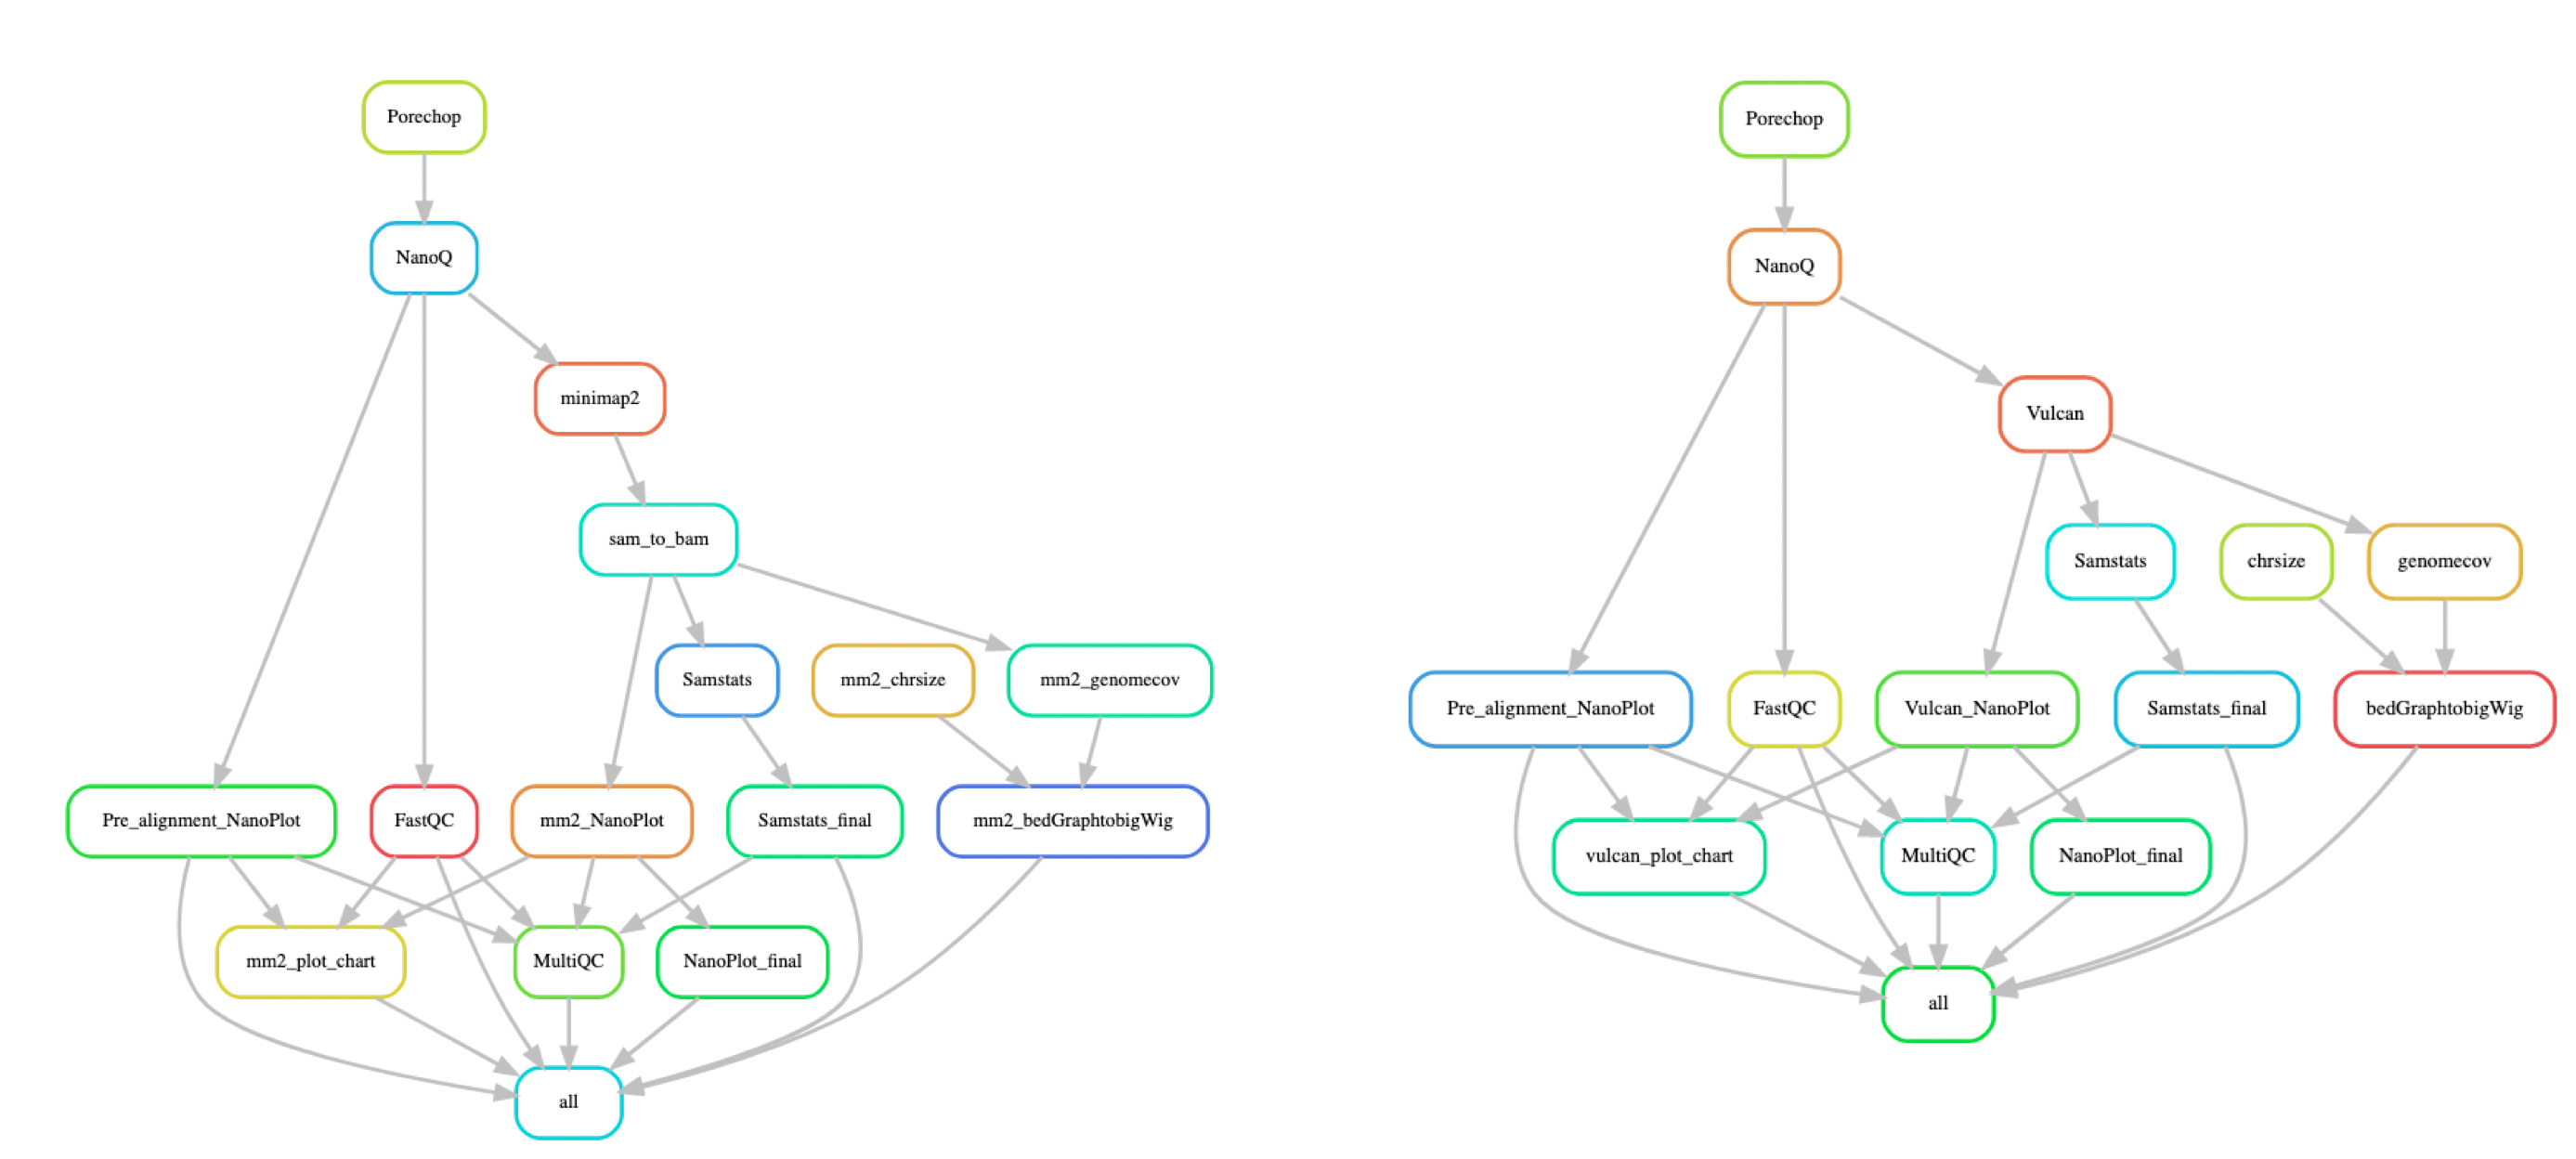 Porechop
NanoQ
minimap2
sam_to_bam
Samstats
mm2_chrsize
mm2_genomecov
Pre_alignment_NanoPlot
FastQC
mm2_NanoPlot
Samstats_final
mm2_bedGraphtobigWig
mm2_plot_chart
MultiQC
NanoPlot_final
all
Porechop
NanoQ
Vulcan
Samstats
chrsize
genomecov
Pre_alignment_NanoPlot
FastQC
Vulcan_NanoPlot
Samstats_final
bedGraphtobigWig
vulcan_plot_chart
MultiQC
NanoPlot_final
all